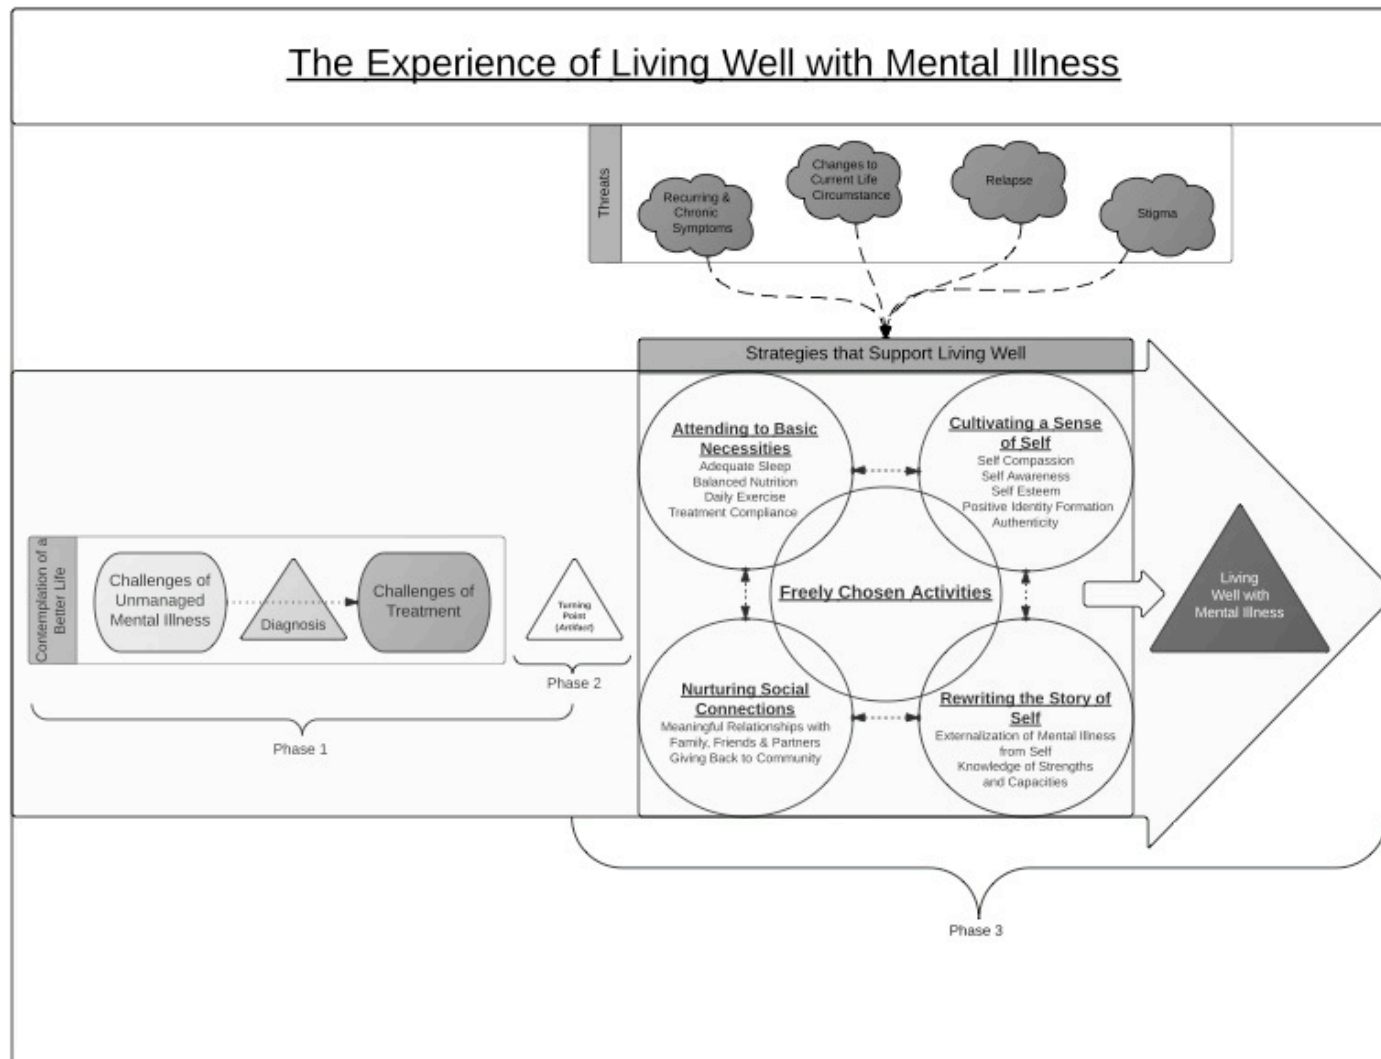 The Experience of Living Well with Mental Illness
Threats
Recurring &
Chronic
Symptoms
Changes to
Current Life
Circumstance
Relapse
Stigma
Strategies that Support Living Well
Attending to Basic
Necessities
Adequate Sleep
Balanced Nutrition
Daily Exercise
Treatment Compliance
Cultivating a Sense
of Self
Self Compassion
Self Awareness
Self Esteem
Positive Identity Formation
Authenticity
Contemplation of a
Better Life
Challenges of
Unmanaged
Mental Illness
Diagnosis
Challenges of
Treatment
Turning
Point
(Artifact)
Freely Chosen Activities
Living
Well with
Mental Illness
Phase 2
Phase 1
Nurturing Social
Connections
Meaningful Relationships with
Family, Friends & Partners
Giving Back to Community
Rewriting the Story of
Self
Externalization of Mental Illness
from Self
Knowledge of Strengths
and Capacities
Phase 3